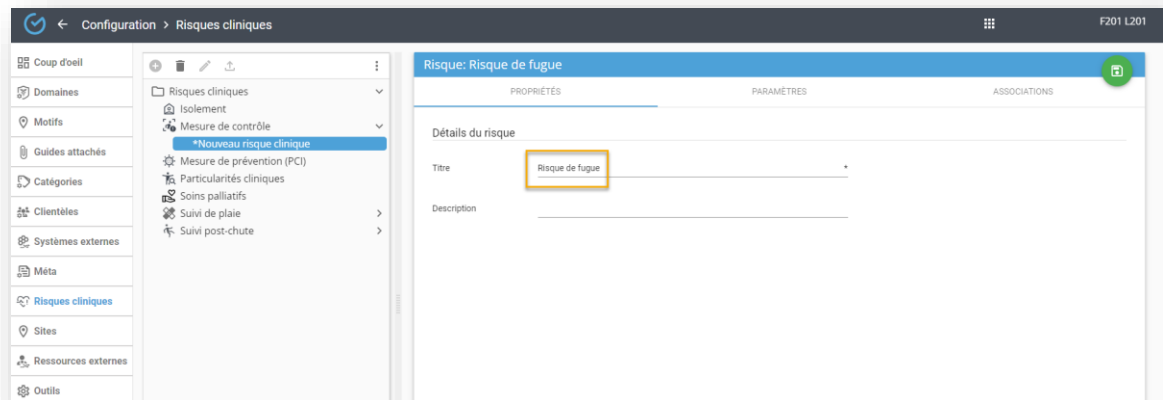 Configuration > Risques cliniques
F201 L201
Coup d'oeil
Domaines
Motifs
Guides attachés
Catégories
Clientèles
Systèmes externes
Méta
Risques cliniques
Sites
Ressources externes
Outils
Risques cliniques
Isolement
Mesure de contrôle
*Nouveau risque clinique
Mesure de prévention (PCI)
Particularités cliniques
Soins palliatifs
Suivi de plaie
Suivi post-chute
Risque: Risque de fugue
PROPRIÉTÉS PARAMÈTRES ASSOCIATIONS
Détails du risque
Titre Risque de fugue *
Description